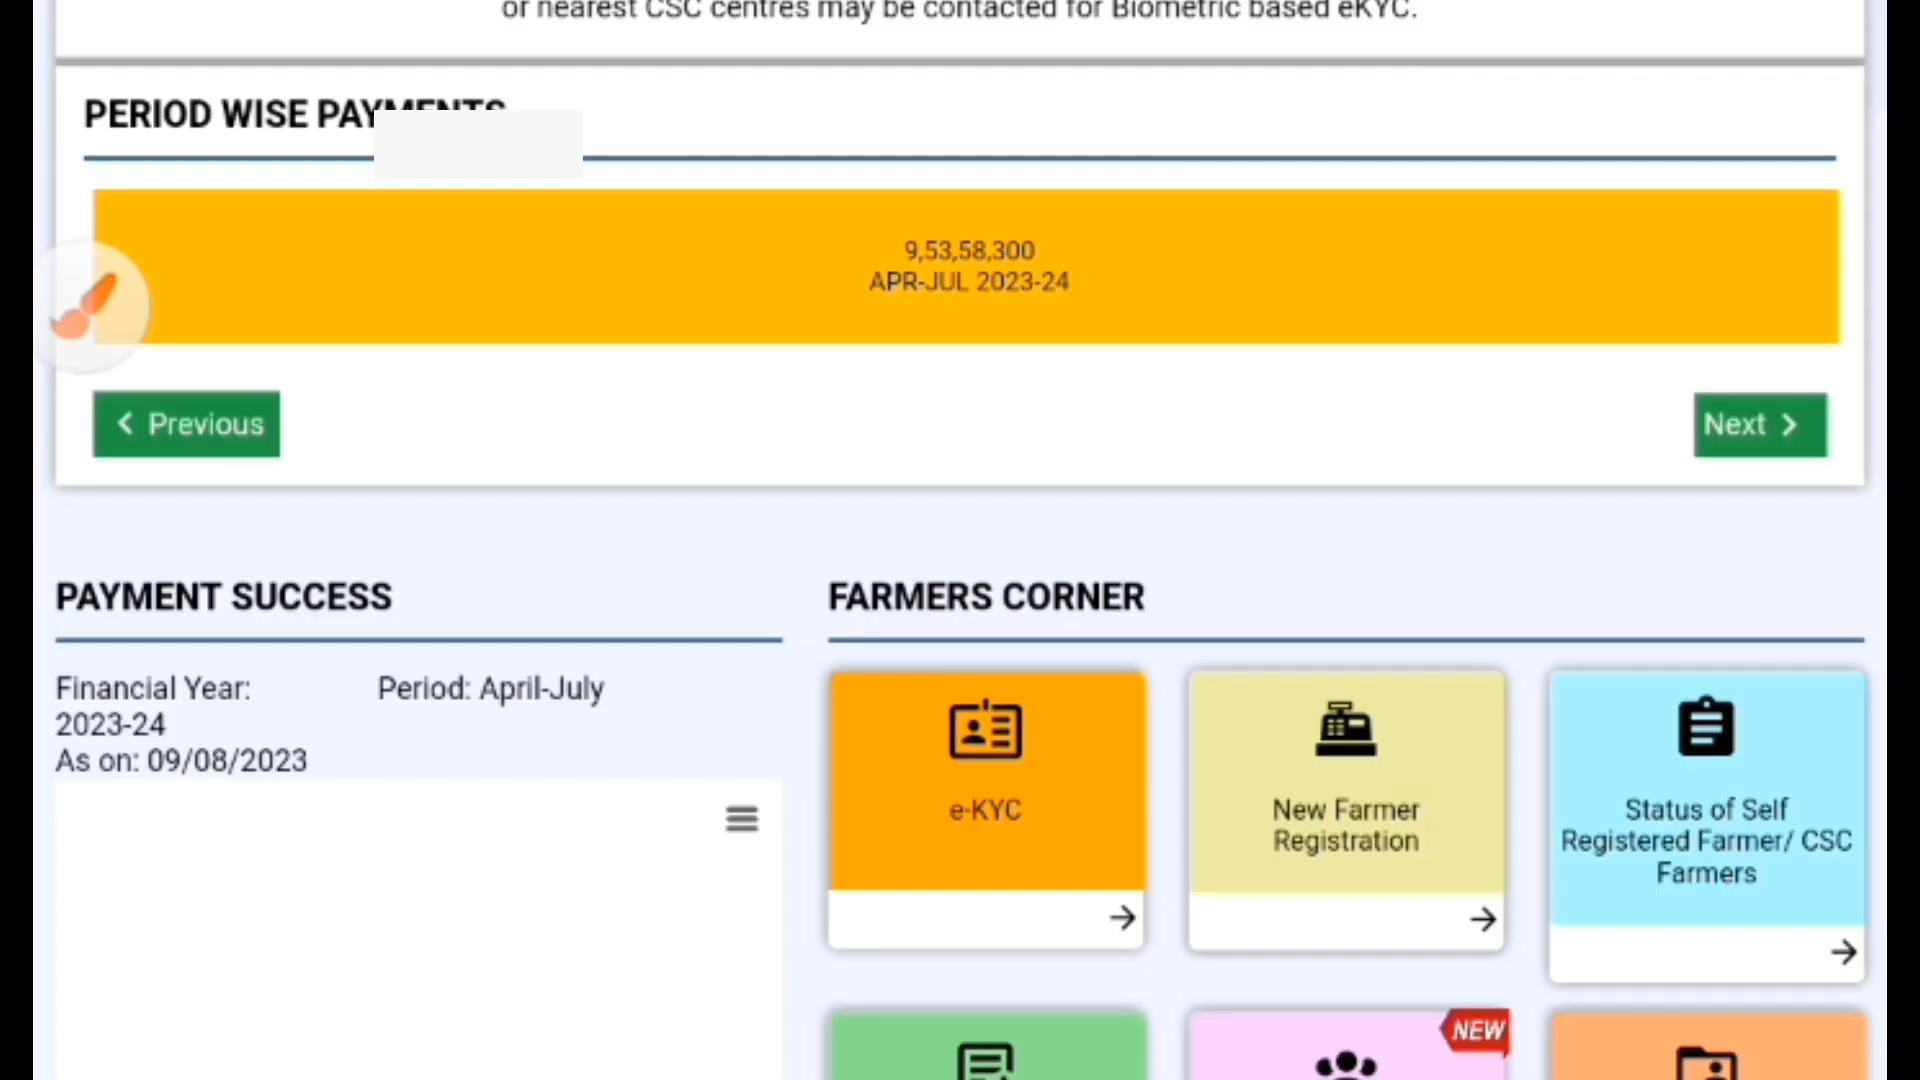 or nearest CSC centres may be contacted for Biometric based eKYC.
PERIOD WISE PAYMENTS
9,53,58,300
APR-JUL 2023-24
Previous
Next
PAYMENT SUCCESS
Financial Year:
2023-24
Period: April-July
As on: 09/08/2023
FARMERS CORNER
e-KYC
New Farmer
Registration
Status of Self
Registered Farmer/ CSC
Farmers
NEW